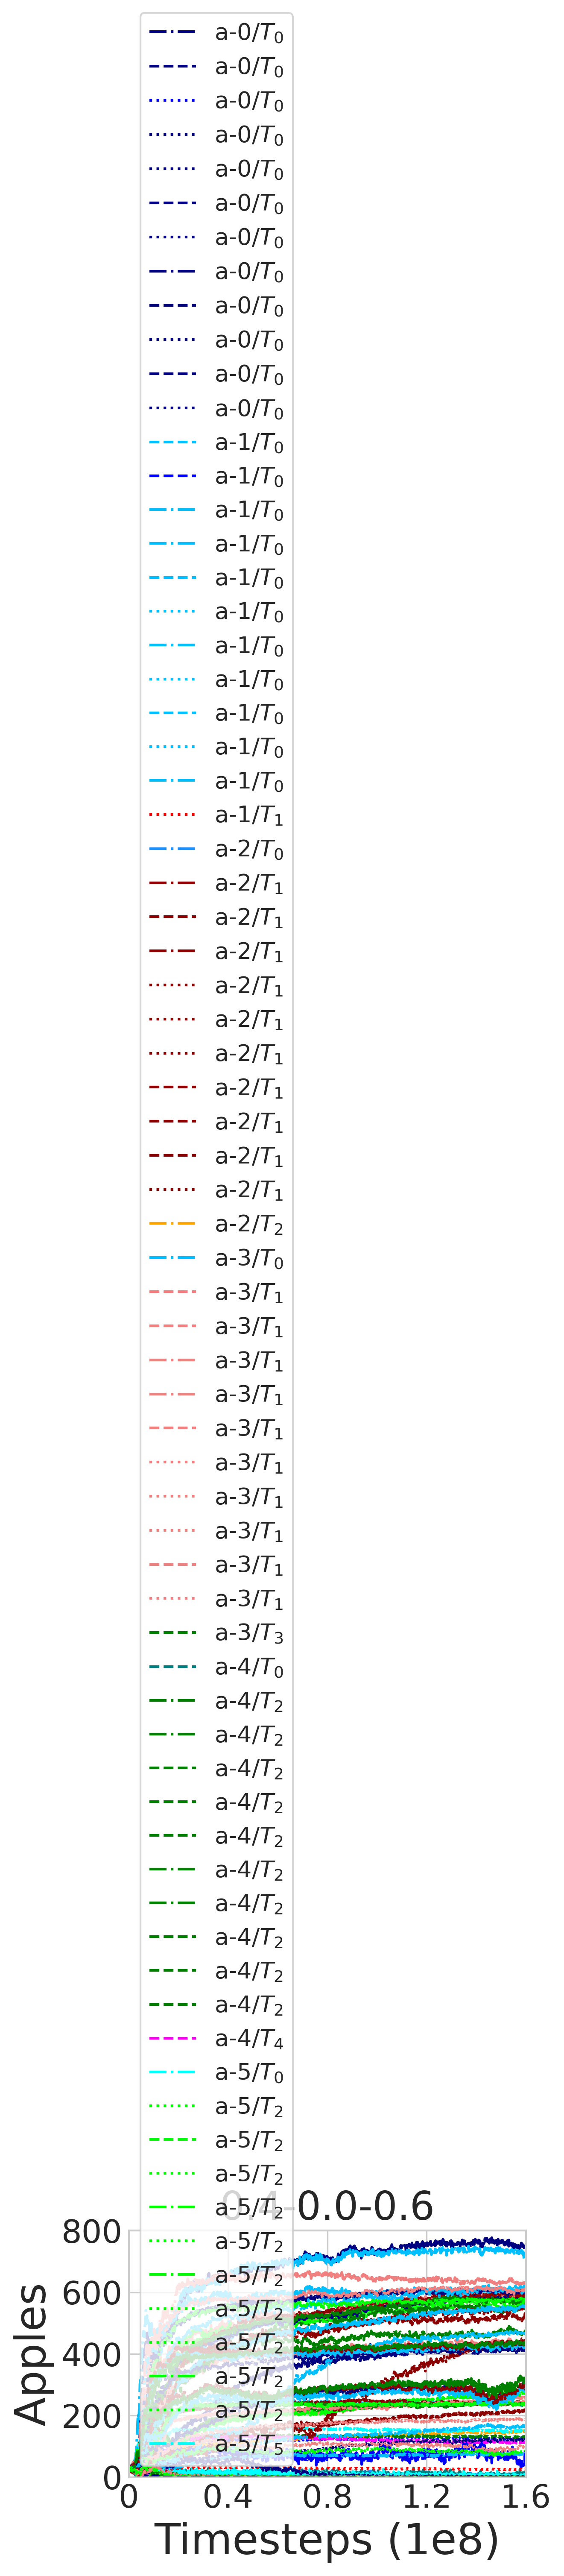 a-0/T₀
a-0/T₀
a-0/T₀
a-0/T₀
a-0/T₀
a-0/T₀
a-0/T₀
a-0/T₀
a-0/T₀
a-0/T₀
a-0/T₀
a-0/T₀
a-1/T₀
a-1/T₀
a-1/T₀
a-1/T₀
a-1/T₀
a-1/T₀
a-1/T₀
a-1/T₀
a-1/T₀
a-1/T₀
a-1/T₀
a-1/T₁
a-2/T₀
a-2/T₁
a-2/T₁
a-2/T₁
a-2/T₁
a-2/T₁
a-2/T₁
a-2/T₁
a-2/T₁
a-2/T₁
a-2/T₁
a-2/T₂
a-3/T₀
a-3/T₁
a-3/T₁
a-3/T₁
a-3/T₁
a-3/T₁
a-3/T₁
a-3/T₁
a-3/T₁
a-3/T₁
a-3/T₁
a-3/T₃
a-4/T₀
a-4/T₂
a-4/T₂
a-4/T₂
a-4/T₂
a-4/T₂
a-4/T₂
a-4/T₂
a-4/T₂
a-4/T₂
a-4/T₂
a-4/T₄
a-5/T₀
a-5/T₂
a-5/T₂
a-5/T₂
a-5/T₂
a-5/T₂
a-5/T₂
a-5/T₂
a-5/T₂
a-5/T₂
a-5/T₂
a-5/T₅
0.4-0.0-0.6
800
600
400
200
0
Apples
0 0.4 0.8 1.2 1.6
Timesteps (1e8)